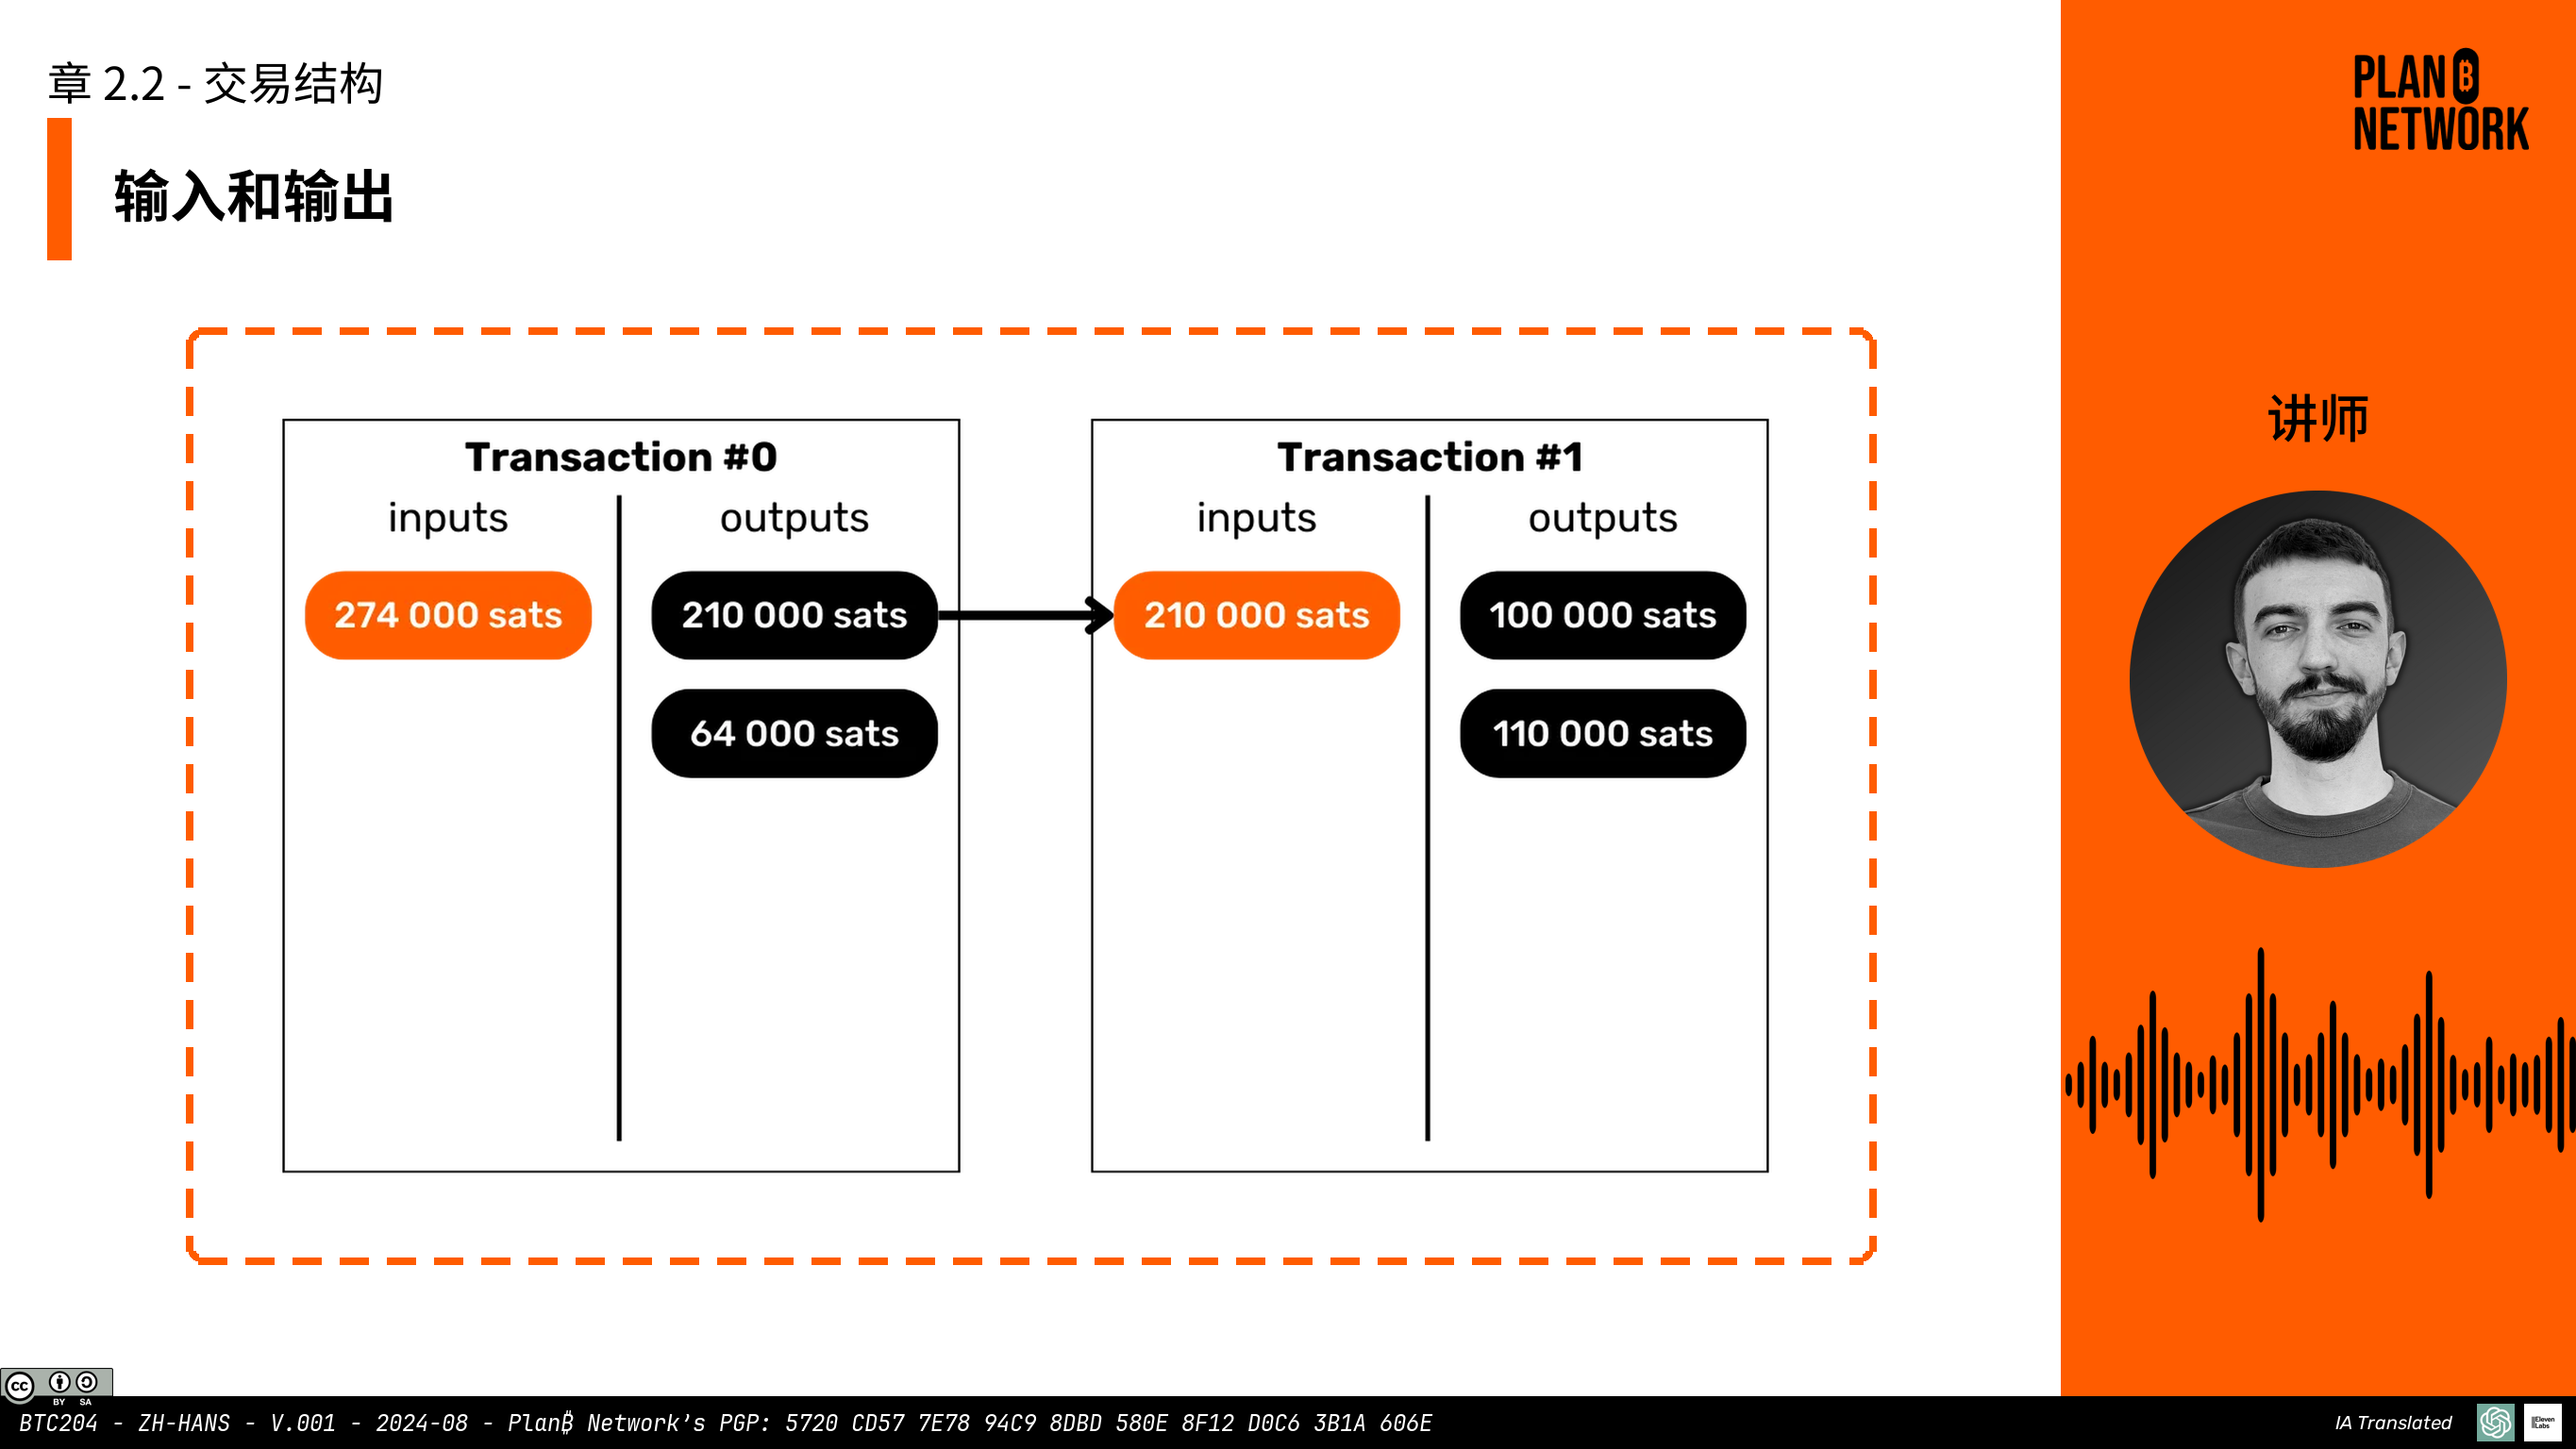 章 2.2 - 交易结构
输入和输出
PLAN ₿
NETWORK
讲师
Transaction #0
inputs
outputs
274 000 sats
210 000 sats
64 000 sats
Transaction #1
inputs
outputs
210 000 sats
100 000 sats
110 000 sats
cc BY SA
BTC204 - ZH-HANS - V.001 - 2024-08 - Plan₿ Network's PGP: 5720 CD57 7E78 94C9 8DBD 580E 8F12 D0C6 3B1A 606E
IA Translated
IIElevenLabs